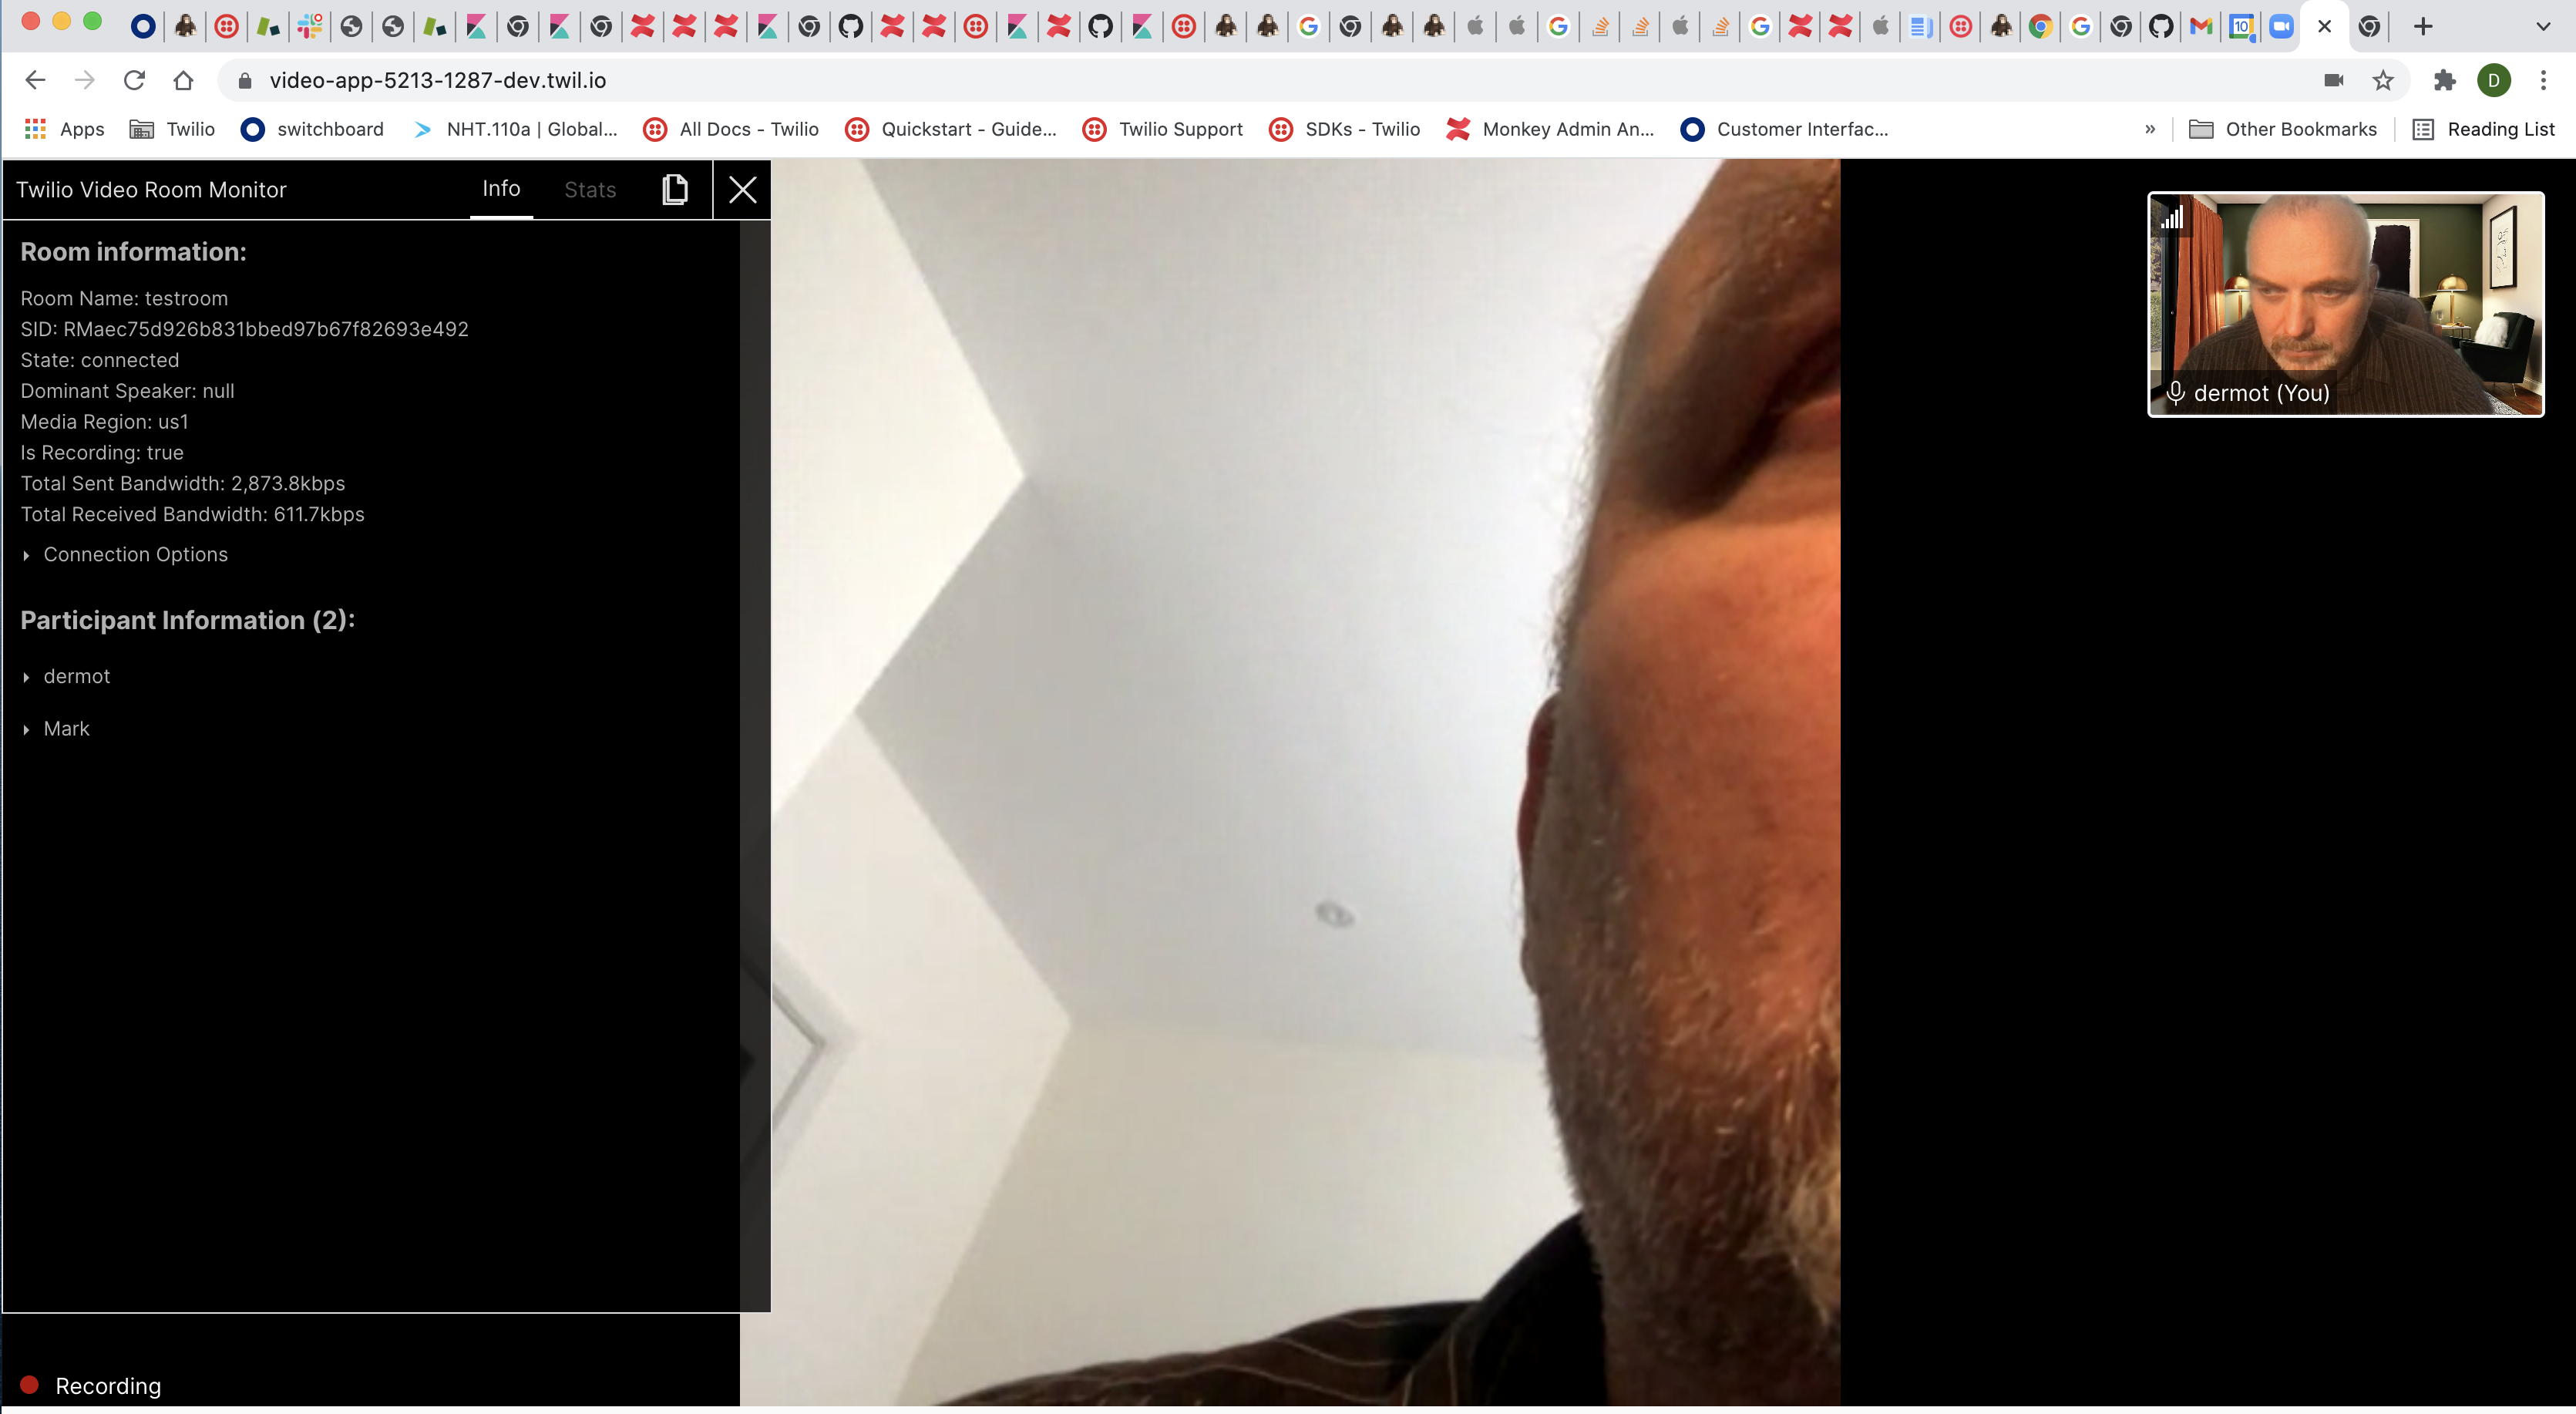 video-app-5213-1287-dev.twil.io
D
10
Apps
Twilio
switchboard
NHT.110a | Global...
All Docs - Twilio
Quickstart - Guide...
Twilio Support
SDKs - Twilio
Monkey Admin An...
Customer Interfac...
»
Other Bookmarks
Reading List
Twilio Video Room Monitor
Info
Stats
Room information:
Room Name: testroom
SID: RMaec75d926b831bbed97b67f82693e492
State: connected
Dominant Speaker: null
Media Region: us1
Is Recording: true
Total Sent Bandwidth: 2,873.8kbps
Total Received Bandwidth: 611.7kbps
Connection Options
Participant Information (2):
dermot
Mark
dermot (You)
Recording